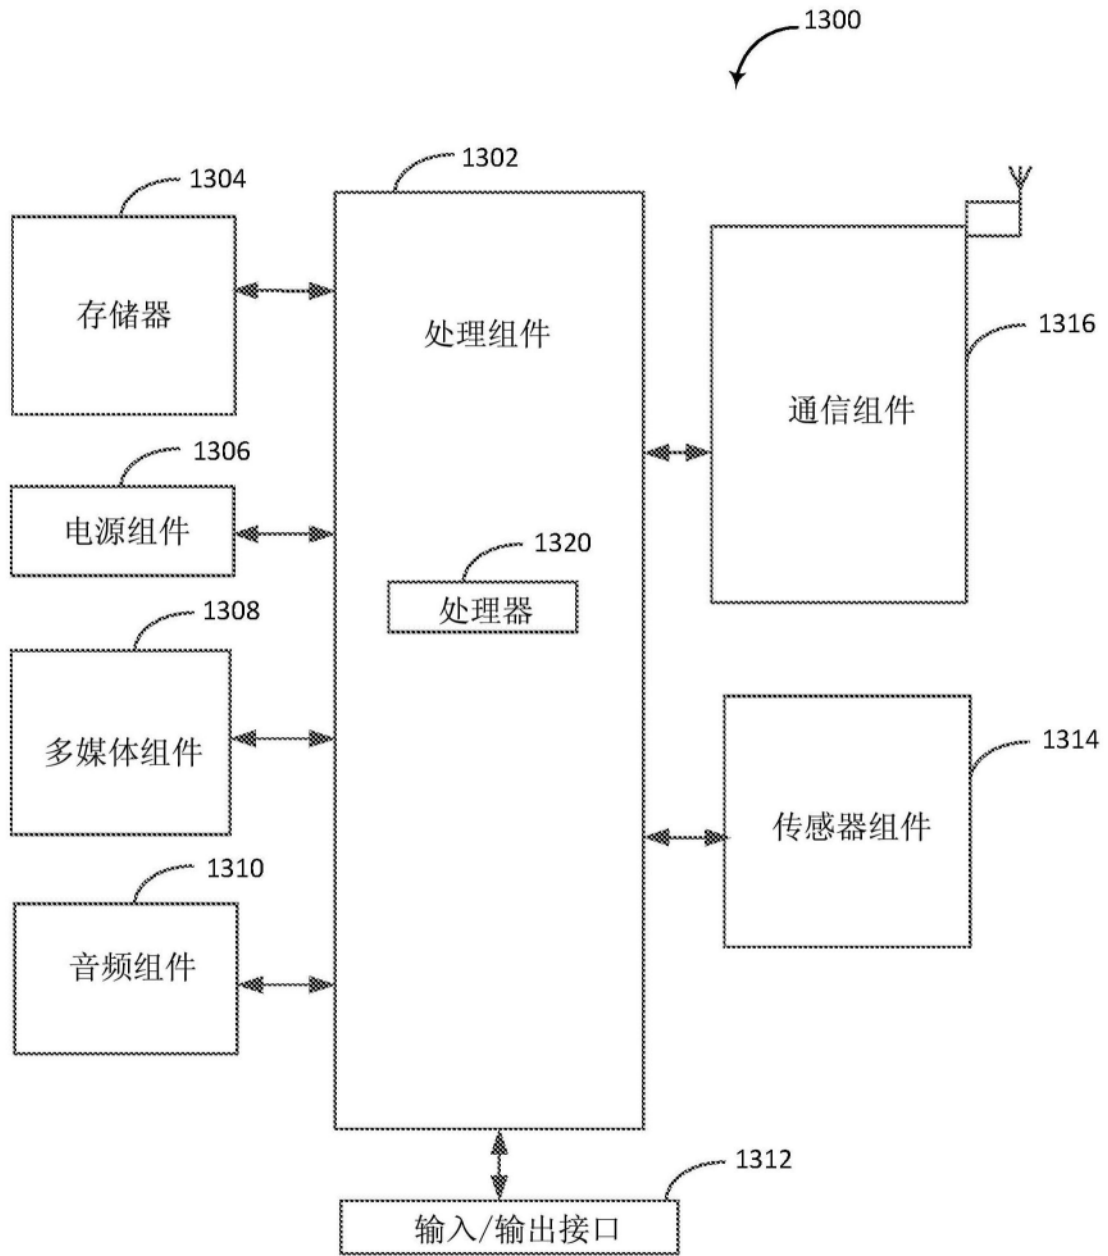 1300
1302
1304
存储器
处理组件
1316
通信组件
1306
电源组件
1320
处理器
1308
多媒体组件
1314
传感器组件
1310
音频组件
1312
输入/输出接口